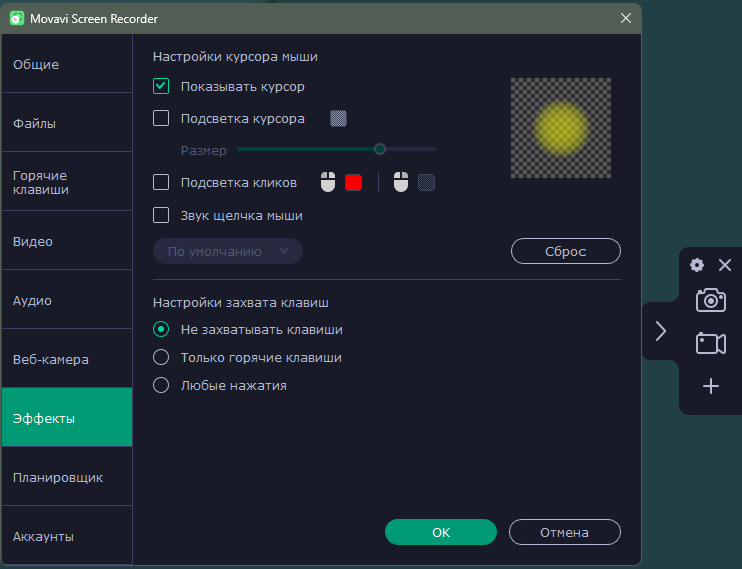 Movavi Screen Recorder
Общие
Файлы
Горячие
клавиши
Видео
Аудио
Веб-камера
Эффекты
Планировщик
Аккаунты
Настройки курсора мыши
Показывать курсор
Подсветка курсора
Размер
Подсветка кликов
Звук щелчка мыши
По умолчанию
Сброс
Настройки захвата клавиш
Не захватывать клавиши
Только горячие клавиши
Любые нажатия
OK
Отмена